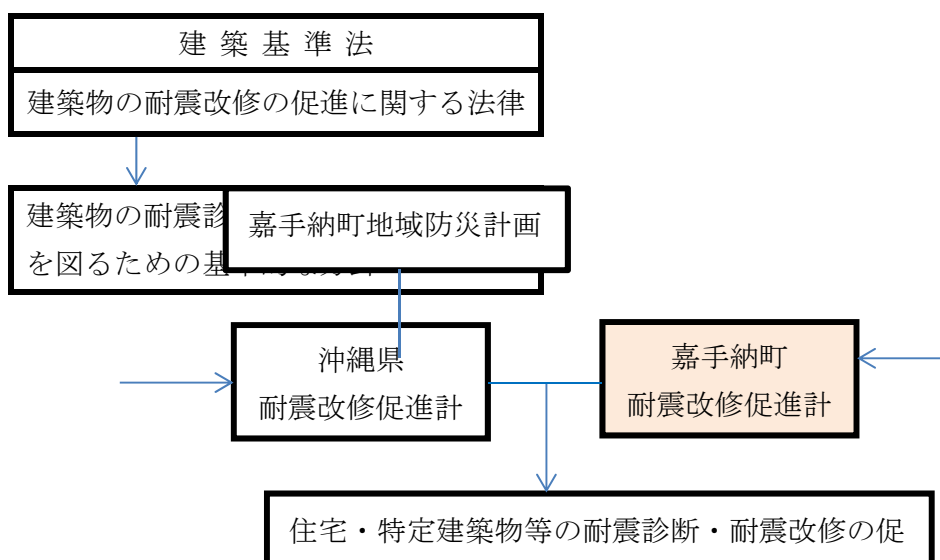 建築基準法
建築物の耐震改修の促進に関する法律
建築物の耐震診
を図るための基
嘉手納町地域防災計画
沖縄県
耐震改修促進計
嘉手納町
耐震改修促進計
住宅・特定建築物等の耐震診断・耐震改修の促